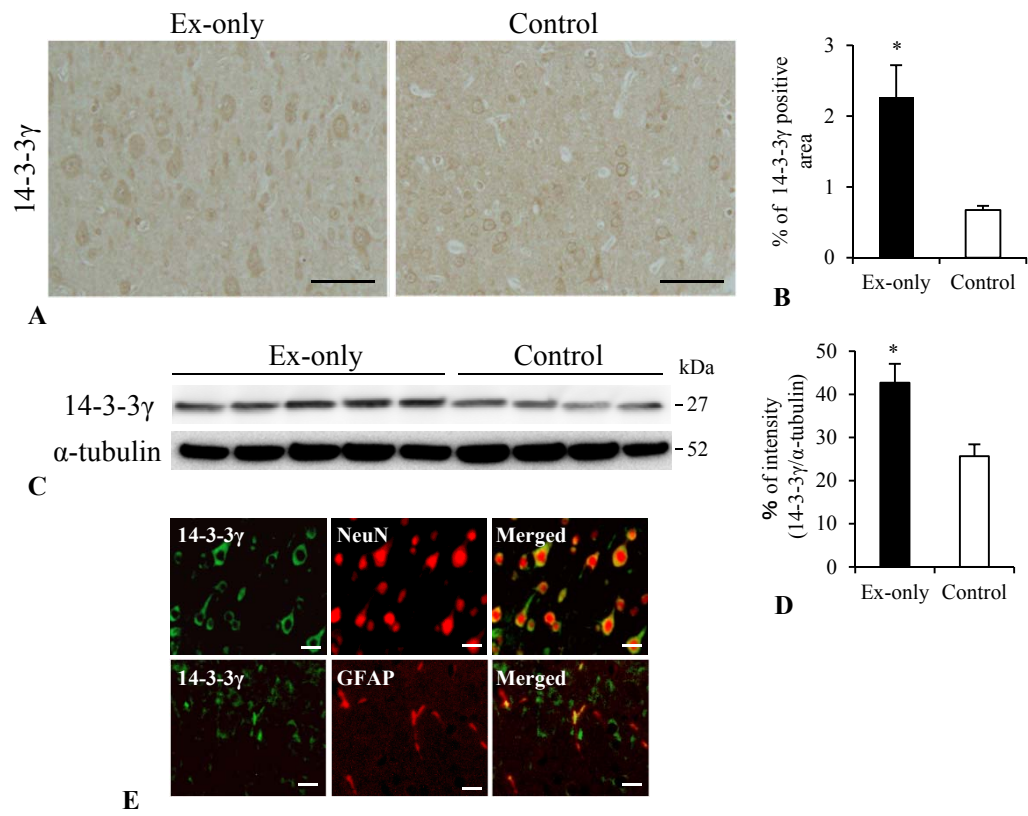 Ex-only Control
14-3-3γ
A
3
2
1
0
% of 14-3-3γ positive
area
*
Ex-only Control
B
Ex-only Control
kDa
14-3-3γ
-27
α-tubulin
-52
C
50
40
30
20
10
0
% of intensity
(14-3-3γ/α-tubulin)
*
Ex-only Control
D
14-3-3γ NeuN Merged
14-3-3γ GFAP Merged
E